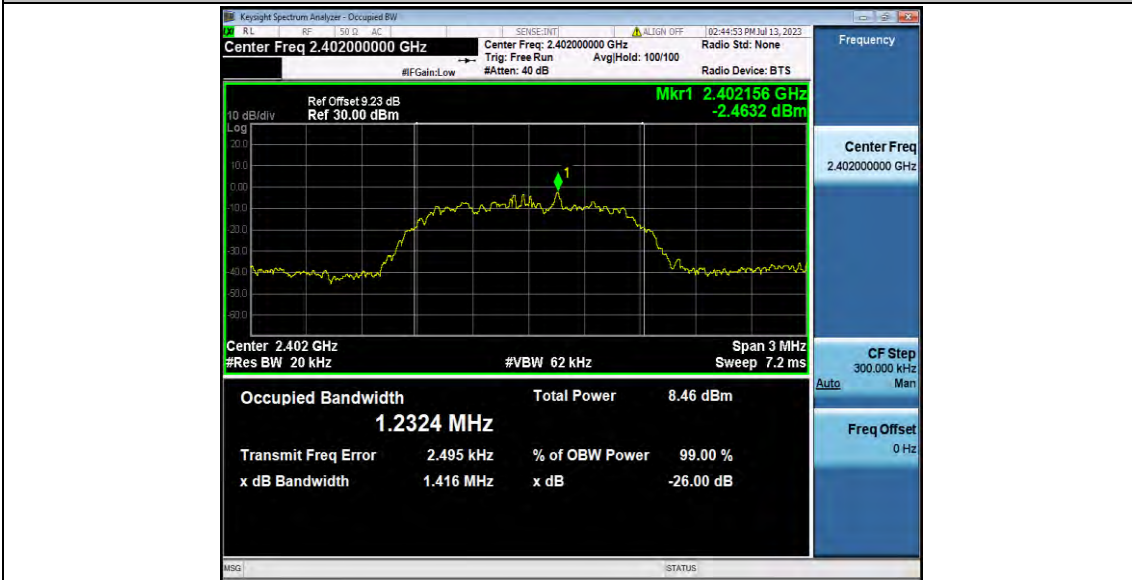 Keysight Spectrum Analyzer - Occupied BW
RL RF 50 Ω AC SENSE:INT ALIGN OFF 02:44:53 PM Jul 13, 2023
Center Freq 2.402000000 GHz Center Freq: 2.402000000 GHz Radio Std: None Frequency
Trig: Free Run Avg|Hold: 100/100
#IFGain:Low #Atten: 40 dB Radio Device: BTS
Mkr1 2.402156 GHz
Ref Offset 9.23 dB -2.4632 dBm
10 dB/div Ref 30.00 dBm
Log
20.0
10.0
0.00
-10.0
-20.0
-30.0
-40.0
-50.0
-60.0
1
Center 2.402 GHz Span 3 MHz
#Res BW 20 kHz #VBW 62 kHz Sweep 7.2 ms
Center Freq
2.402000000 GHz
CF Step
300.000 kHz
Auto Man
Freq Offset
0 Hz
Occupied Bandwidth Total Power 8.46 dBm
1.2324 MHz
Transmit Freq Error 2.495 kHz % of OBW Power 99.00 %
x dB Bandwidth 1.416 MHz x dB -26.00 dB
MSG STATUS